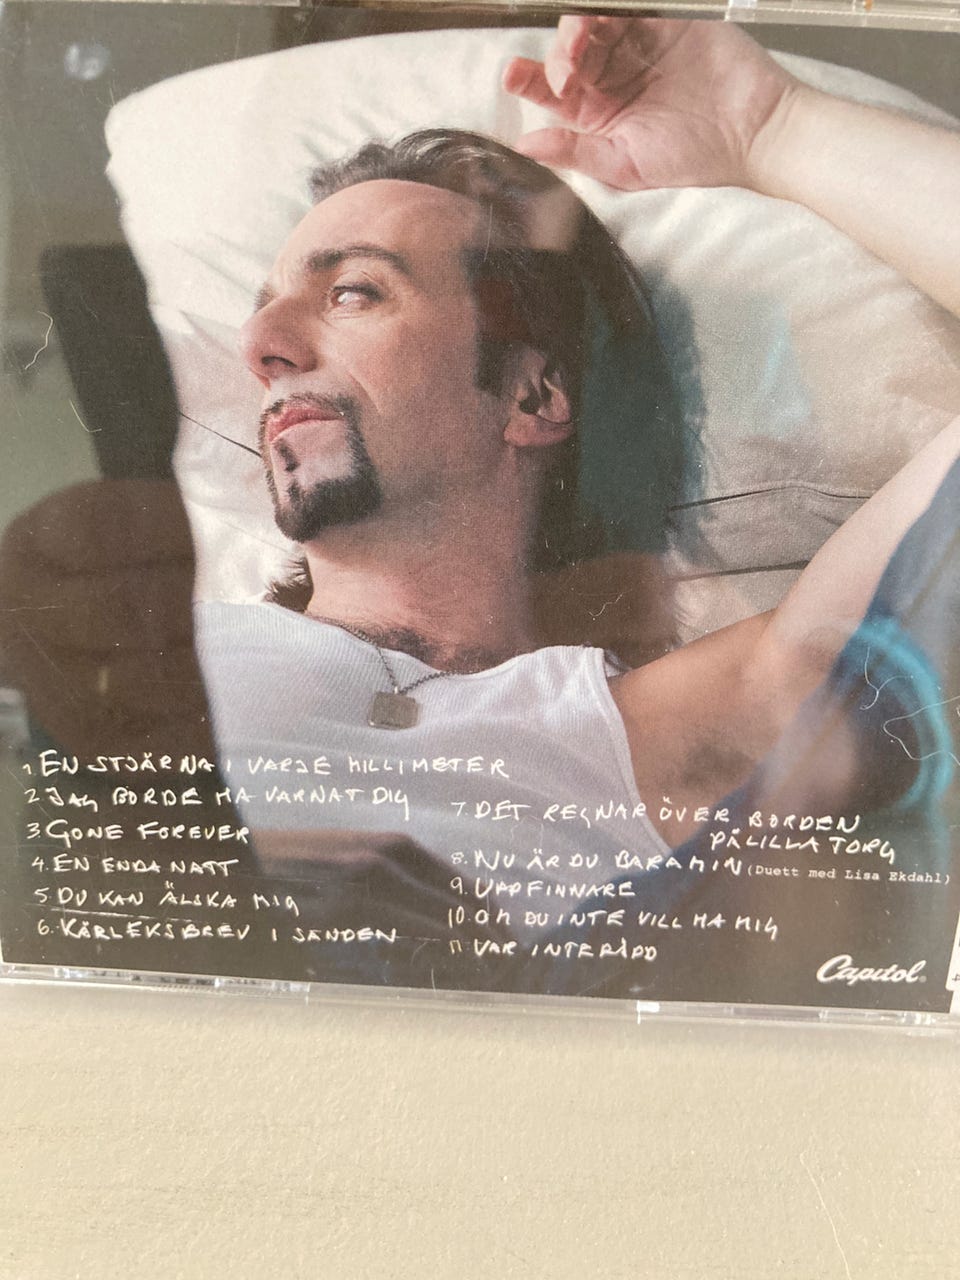 1. EN STJÄRNA I VARJE MILLIMETER
2. JAG BORDE HA VARNAT DIG
3. GONE FOREVER
4. EN ENDA NATT
5. DU KAN ÄLSKA MIG
6. KÄRLEKSBREV I SANDEN
7. DET REGNAR ÖVER BORDEN
PÅ LILLA TORG
8. NU ÄR DU BARA MIN (Duett med Lisa Ekdahl)
9. UPPFINNARE
10. OM DU INTE VILL HA MIG
11. VAR INTE RÄDD
Capitol®